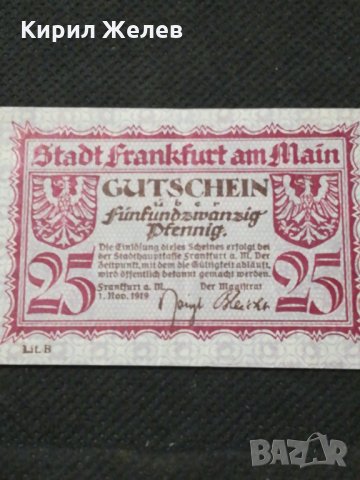 Кирил Желев
Stadt Frankfurt am Main
GUTSCHEIN
über
Fünfundzwanzig
Pfennig.
Die Einlösung dieses Scheines erfolgt bei
der Stadthauptkasse Frankfurt a. M. Der
Zeitpunkt, mit dem die Gültigkeit abläuft,
wird öffentlich bekannt gemacht werden.
Frankfurt a. M. Der Magistrat
1. Nov. 1919
25 25
Lit. B
BAZAR